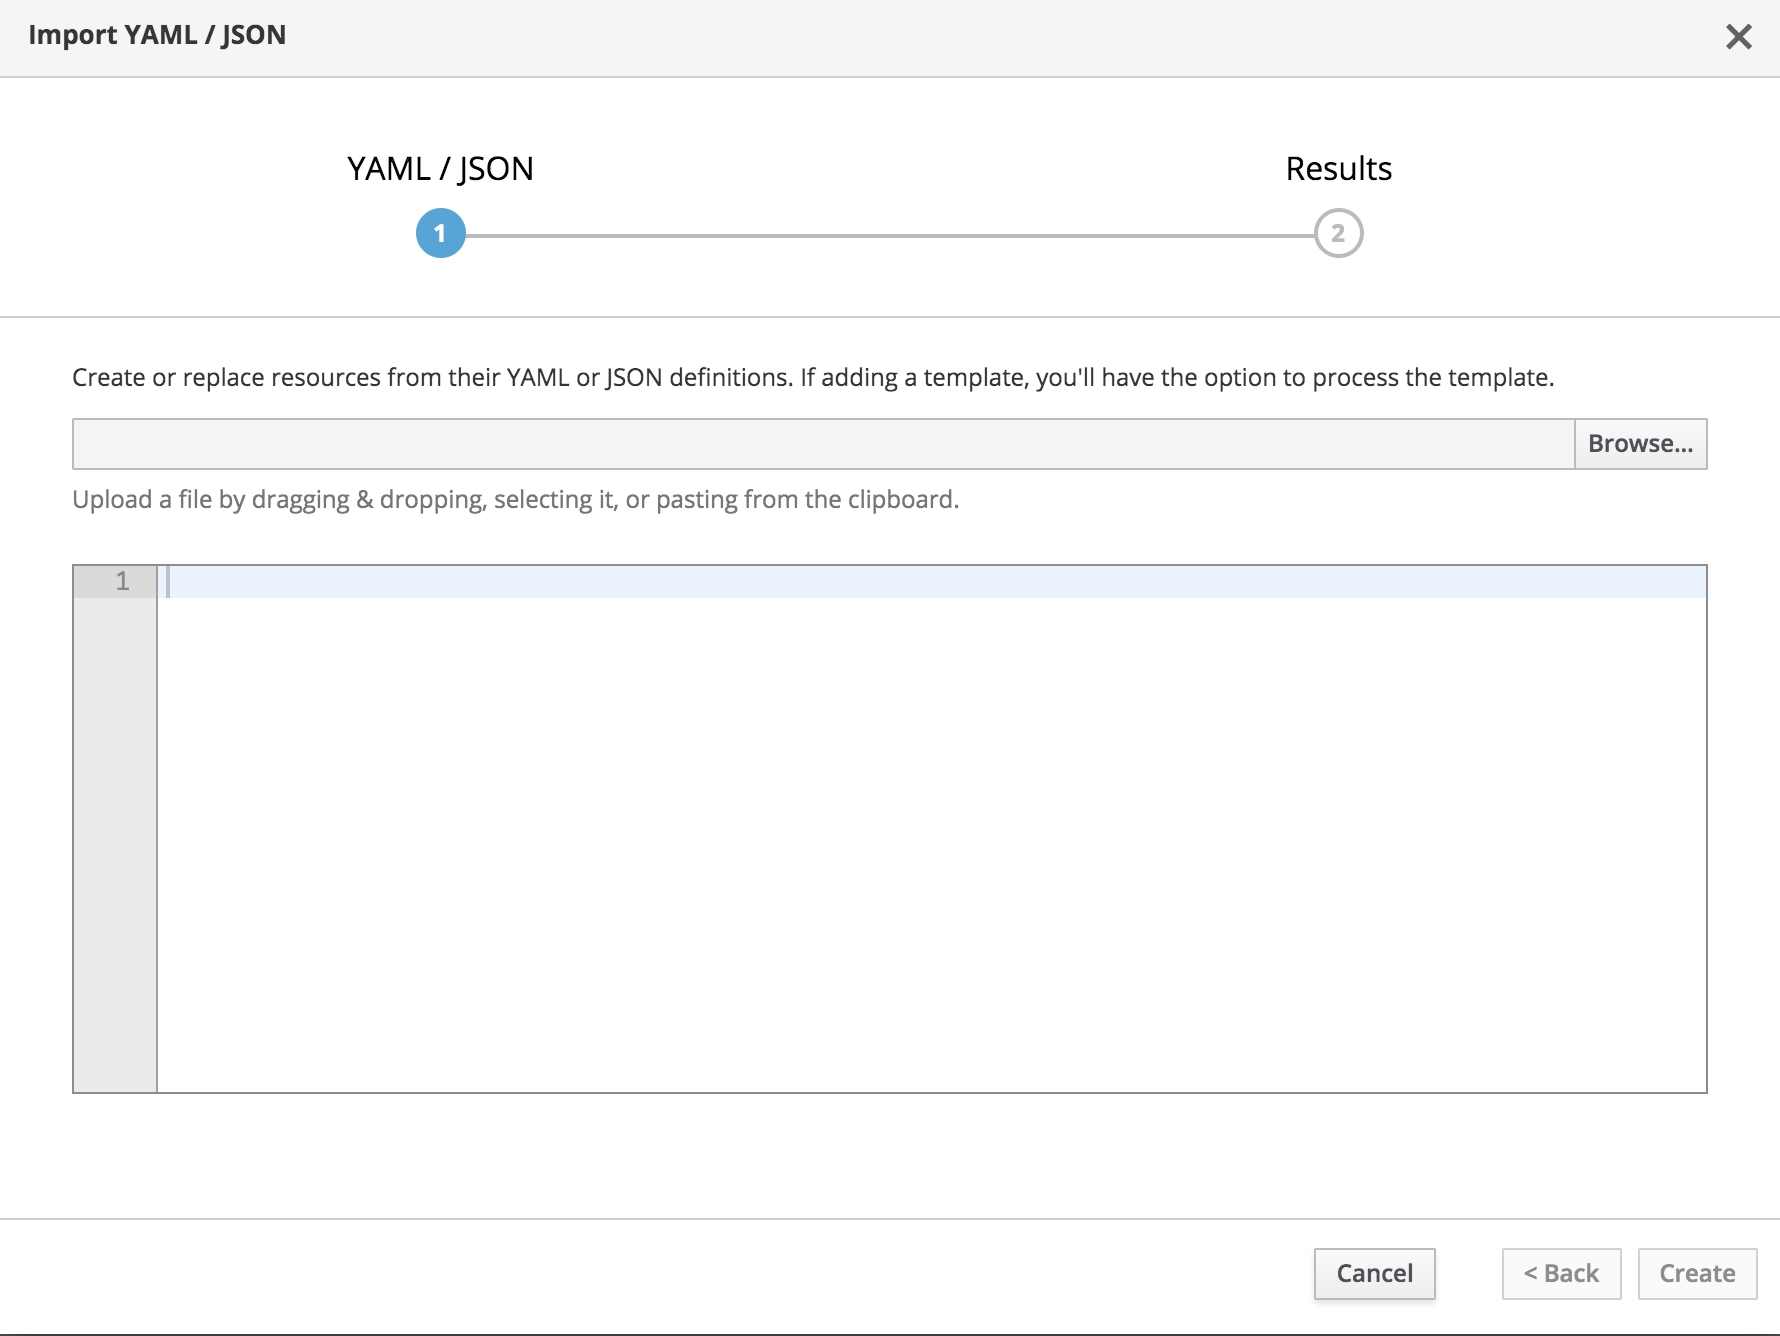 Import YAML / JSON
YAML / JSON
Results
1
2
Create or replace resources from their YAML or JSON definitions. If adding a template, you'll have the option to process the template.
Browse...
Upload a file by dragging & dropping, selecting it, or pasting from the clipboard.
1
Cancel
< Back
Create